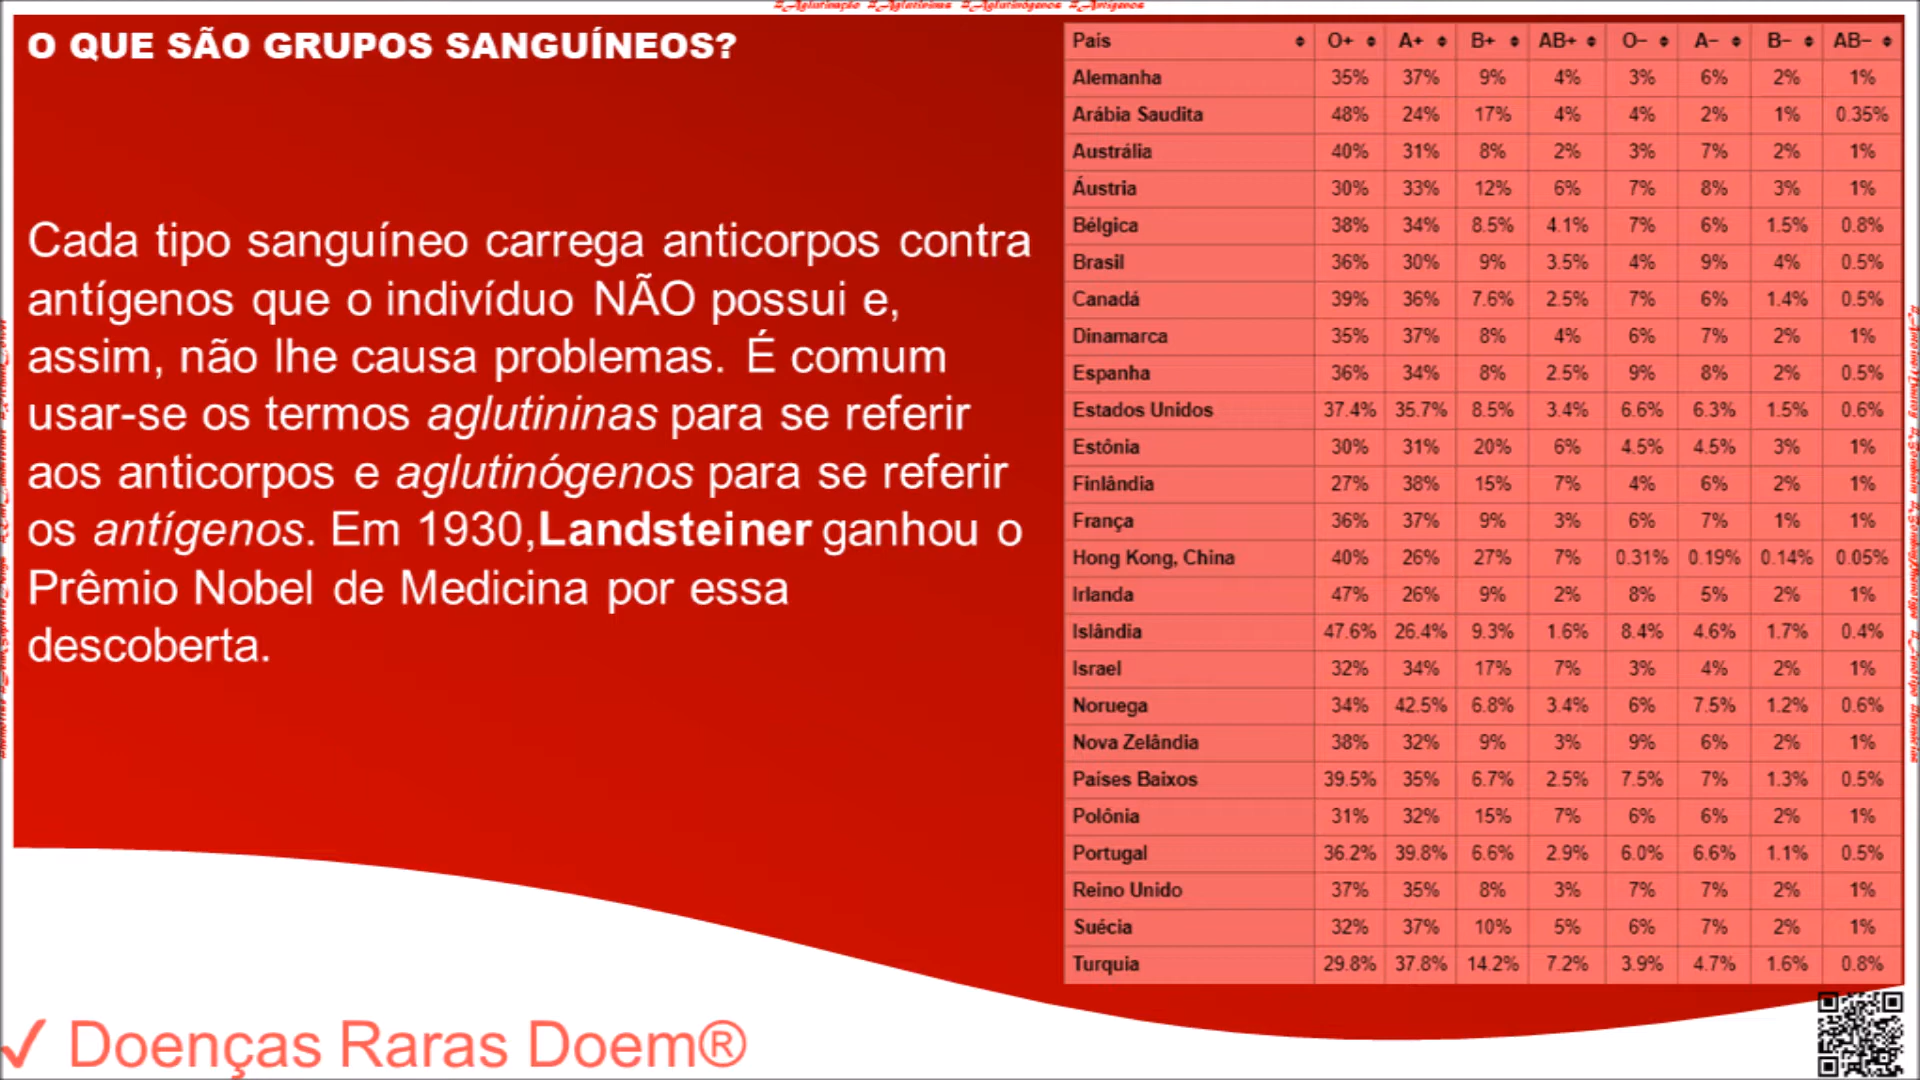 #Aglutinação #Aglutininas #Aglutinógenos #Antígenos
O QUE SÃO GRUPOS SANGUÍNEOS?
Cada tipo sanguíneo carrega anticorpos contra
antígenos que o indivíduo NÃO possui e,
assim, não lhe causa problemas. É comum
usar-se os termos aglutininas para se referir
aos anticorpos e aglutinógenos para se referir
os antígenos. Em 1930,Landsteiner ganhou o
Prêmio Nobel de Medicina por essa
descoberta.
País O+ A+ B+ AB+ O− A− B− AB−
Alemanha 35% 37% 9% 4% 3% 6% 2% 1%
Arábia Saudita 48% 24% 17% 4% 4% 2% 1% 0.35%
Austrália 40% 31% 8% 2% 3% 7% 2% 1%
Áustria 30% 33% 12% 6% 7% 8% 3% 1%
Bélgica 38% 34% 8.5% 4.1% 7% 6% 1.5% 0.8%
Brasil 36% 30% 9% 3.5% 4% 9% 4% 0.5%
Canadá 39% 36% 7.6% 2.5% 7% 6% 1.4% 0.5%
Dinamarca 35% 37% 8% 4% 6% 7% 2% 1%
Espanha 36% 34% 8% 2.5% 9% 8% 2% 0.5%
Estados Unidos 37.4% 35.7% 8.5% 3.4% 6.6% 6.3% 1.5% 0.6%
Estônia 30% 31% 20% 6% 4.5% 4.5% 3% 1%
Finlândia 27% 38% 15% 7% 4% 6% 2% 1%
França 36% 37% 9% 3% 6% 7% 1% 1%
Hong Kong, China 40% 26% 27% 7% 0.31% 0.19% 0.14% 0.05%
Irlanda 47% 26% 9% 2% 8% 5% 2% 1%
Islândia 47.6% 26.4% 9.3% 1.6% 8.4% 4.6% 1.7% 0.4%
Israel 32% 34% 17% 7% 3% 4% 2% 1%
Noruega 34% 42.5% 6.8% 3.4% 6% 7.5% 1.2% 0.6%
Nova Zelândia 38% 32% 9% 3% 9% 6% 2% 1%
Países Baixos 39.5% 35% 6.7% 2.5% 7.5% 7% 1.3% 0.5%
Polônia 31% 32% 15% 7% 6% 6% 2% 1%
Portugal 36.2% 39.8% 6.6% 2.9% 6.0% 6.6% 1.1% 0.5%
Reino Unido 37% 35% 8% 3% 7% 7% 2% 1%
Suécia 32% 37% 10% 5% 6% 7% 2% 1%
Turquia 29.8% 37.8% 14.2% 7.2% 3.9% 4.7% 1.6% 0.8%
✓ Doenças Raras Doem®